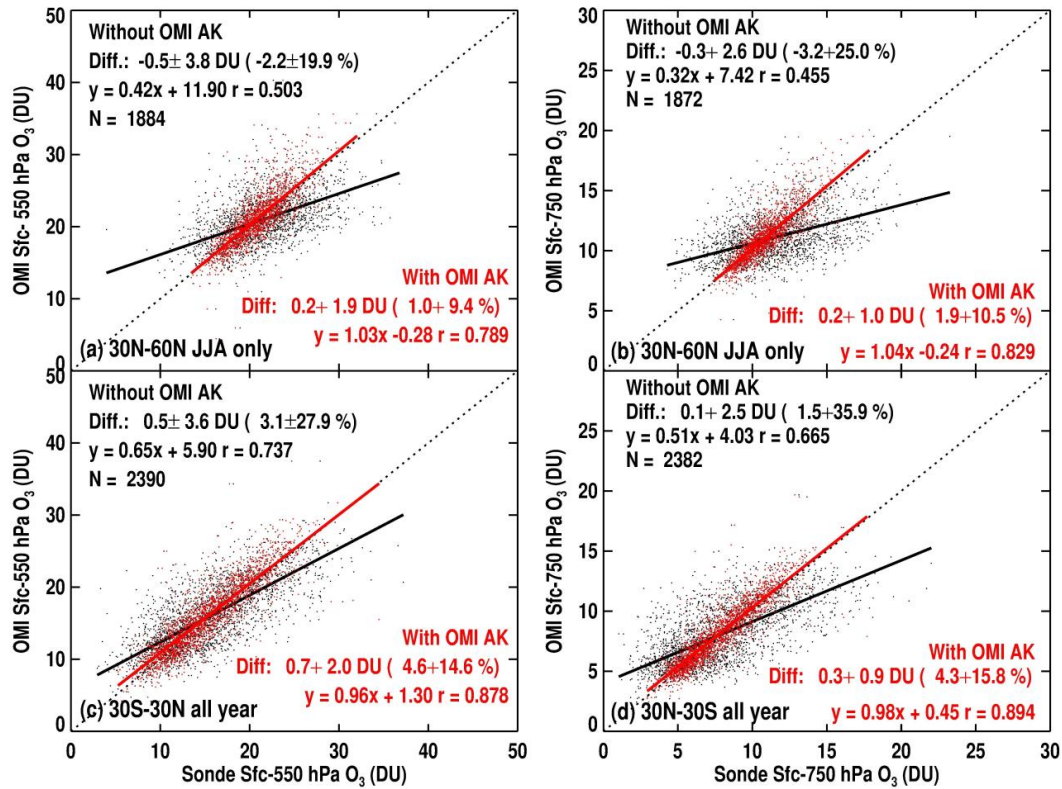 OMI Sfc- 550 hPa O3 (DU)
50
40
30
20
10
0
Without OMI AK
Diff.: -0.5± 3.8 DU ( -2.2±19.9 %)
y = 0.42x + 11.90 r = 0.503
N = 1884
With OMI AK
Diff: 0.2+ 1.9 DU ( 1.0+ 9.4 %)
y = 1.03x -0.28 r = 0.789
(a) 30N-60N JJA only
OMI Sfc-750 hPa O3 (DU)
30
25
20
15
10
5
0
Without OMI AK
Diff.: -0.3+ 2.6 DU ( -3.2+25.0 %)
y = 0.32x + 7.42 r = 0.455
N = 1872
With OMI AK
Diff: 0.2+ 1.0 DU ( 1.9+10.5 %)
y = 1.04x -0.24 r = 0.829
(b) 30N-60N JJA only
OMI Sfc-550 hPa O3 (DU)
50
40
30
20
10
0
Without OMI AK
Diff.: 0.5± 3.6 DU ( 3.1±27.9 %)
y = 0.65x + 5.90 r = 0.737
N = 2390
With OMI AK
Diff: 0.7+ 2.0 DU ( 4.6+14.6 %)
y = 0.96x + 1.30 r = 0.878
(c) 30S-30N all year
0 10 20 30 40 50
Sonde Sfc-550 hPa O3 (DU)
OMI Sfc-750 hPa O3 (DU)
30
25
20
15
10
5
0
Without OMI AK
Diff.: 0.1+ 2.5 DU ( 1.5+35.9 %)
y = 0.51x + 4.03 r = 0.665
N = 2382
With OMI AK
Diff: 0.3+ 0.9 DU ( 4.3+15.8 %)
y = 0.98x + 0.45 r = 0.894
(d) 30N-30S all year
0 5 10 15 20 25 30
Sonde Sfc-750 hPa O3 (DU)